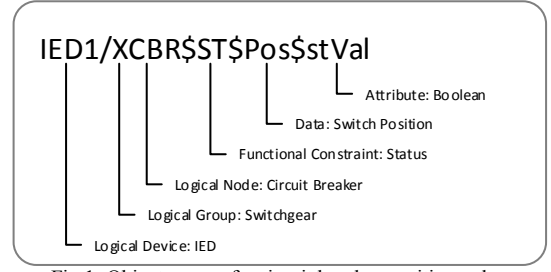 IED1/XCBR$ST$Pos$stVal
Attribute: Boolean
Data: Switch Position
Functional Constraint: Status
Logical Node: Circuit Breaker
Logical Group: Switchgear
Logical Device: IED